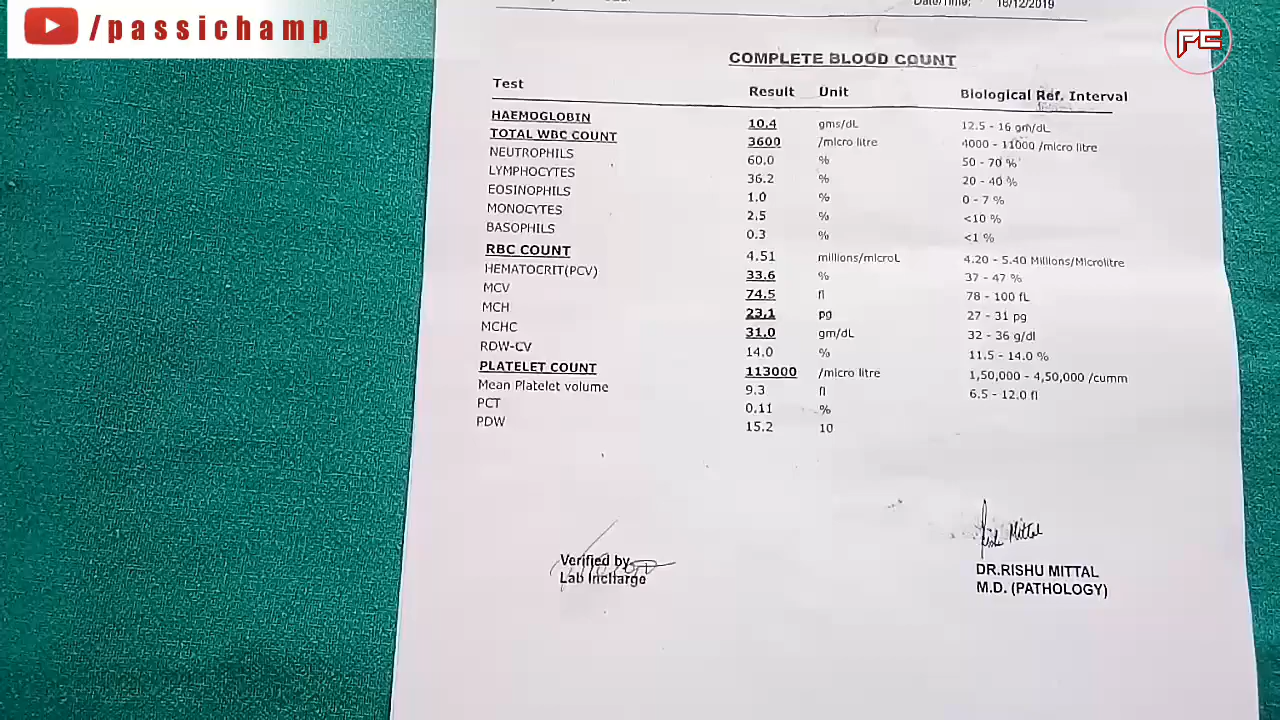 /passichamp
Date/Time; 18/12/2019
PC
COMPLETE BLOOD COUNT
Test Result Unit Biological Ref. Interval
HAEMOGLOBIN 10.4 gms/dL 12.5 - 16 gm/dL
TOTAL WBC COUNT 3600 /micro litre 4000 - 11000 /micro litre
NEUTROPHILS 60.0 % 50 - 70 %
LYMPHOCYTES 36.2 % 20 - 40 %
EOSINOPHILS 1.0 % 0 - 7 %
MONOCYTES 2.5 % <10 %
BASOPHILS 0.3 % <1 %
RBC COUNT 4.51 millions/microL 4.20 - 5.40 Millions/Microlitre
HEMATOCRIT(PCV) 33.6 % 37 - 47 %
MCV 74.5 fl 78 - 100 fL
MCH 23.1 pg 27 - 31 pg
MCHC 31.0 gm/dL 32 - 36 g/dl
RDW-CV 14.0 % 11.5 - 14.0 %
PLATELET COUNT 113000 /micro litre 1,50,000 - 4,50,000 /cumm
Mean Platelet volume 9.3 fl 6.5 - 12.0 fl
PCT 0.11 %
PDW 15.2 10
Verified by
Lab Incharge
Mittal
DR.RISHU MITTAL
M.D. (PATHOLOGY)